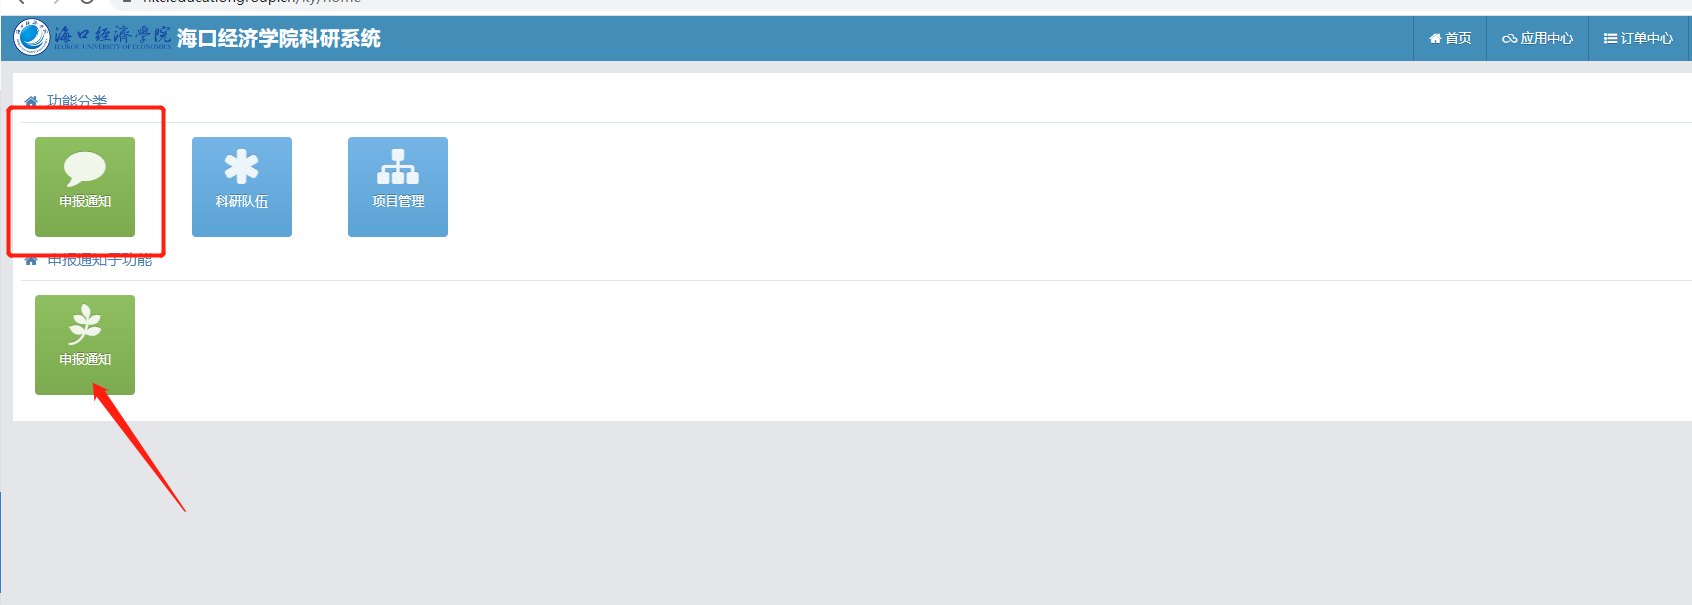 海口经济學院 海口经济学院科研系统
HAIKOU UNIVERSITY OF ECONOMICS
首页
应用中心
订单中心
功能分类
申报通知
科研队伍
项目管理
申报通知子功能
申报通知